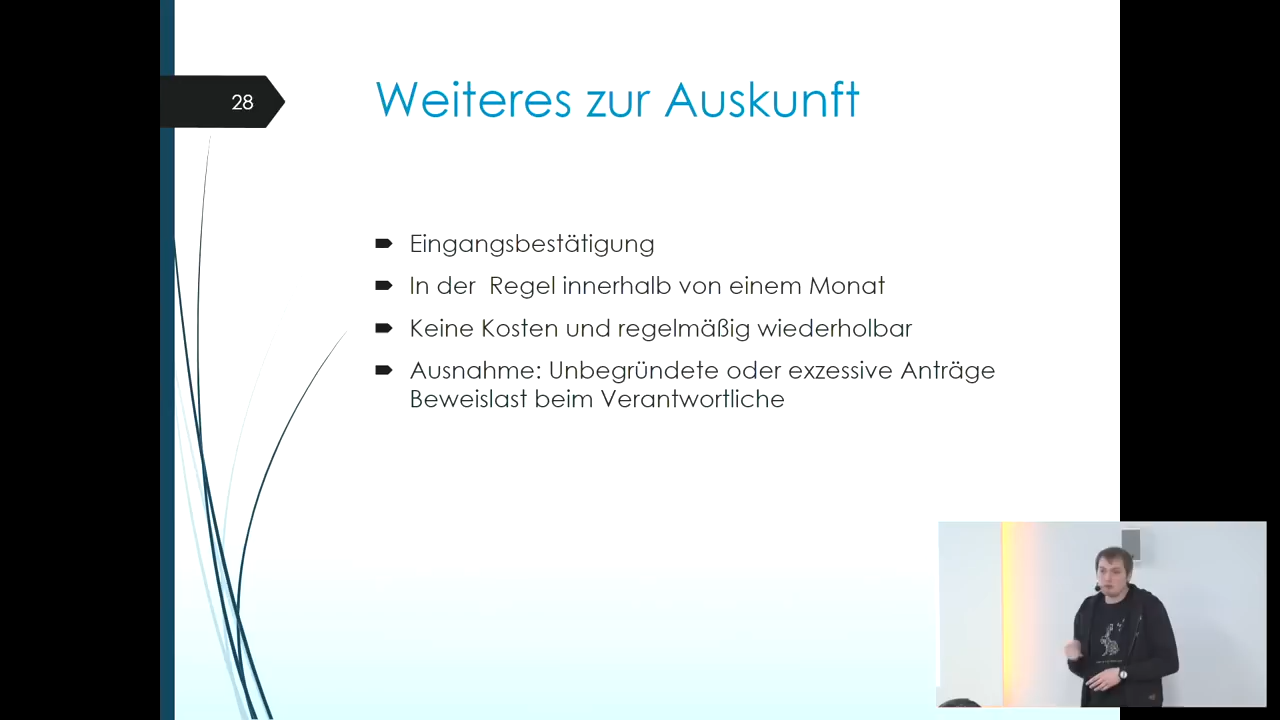 28
Weiteres zur Auskunft
Eingangsbestätigung
In der  Regel innerhalb von einem Monat
Keine Kosten und regelmäßig wiederholbar
Ausnahme: Unbegründete oder exzessive Anträge
Beweislast beim Verantwortliche